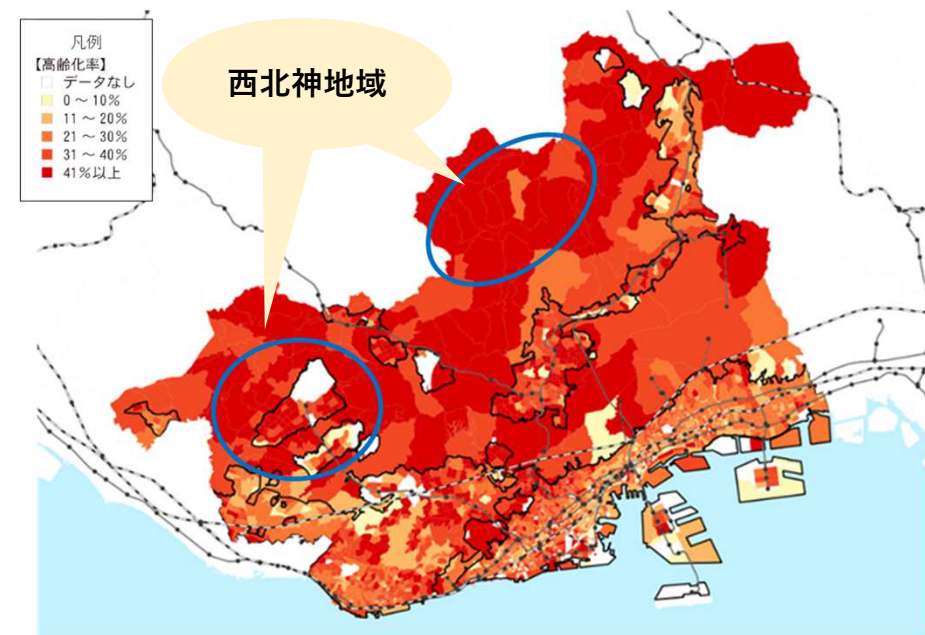 凡例
【高齢化率】
データなし
0～10%
11～20%
21～30%
31～40%
41%以上
西北神地域